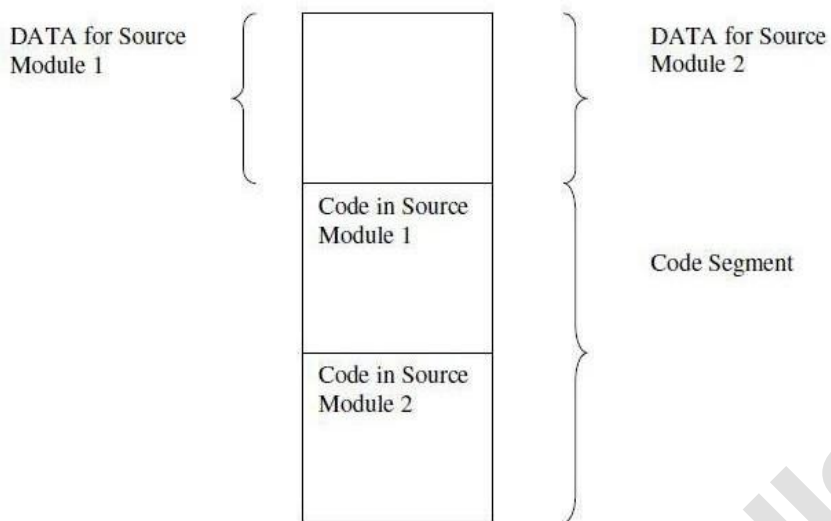 DATA for Source
Module 1
DATA for Source
Module 2
Code in Source
Module 1
Code Segment
Code in Source
Module 2